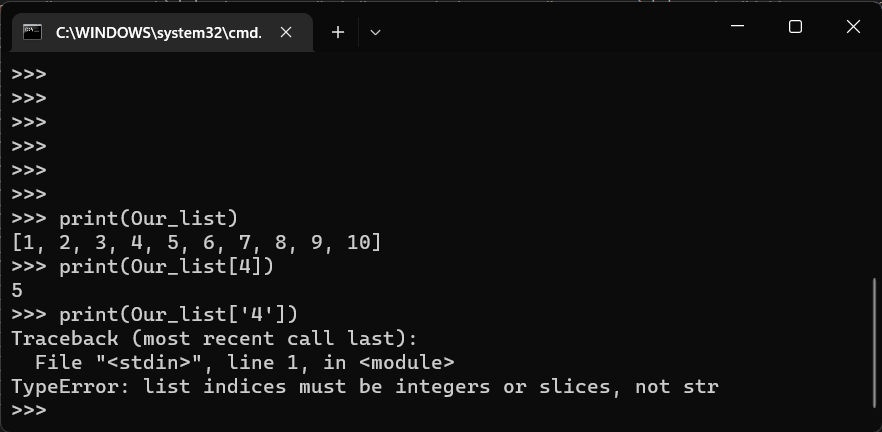 C:\WINDOWS\system32\cmd.
>>>
>>>
>>>
>>>
>>>
>>>
>>> print(Our_list)
[1, 2, 3, 4, 5, 6, 7, 8, 9, 10]
>>> print(Our_list[4])
5
>>> print(Our_list['4'])
Traceback (most recent call last):
  File "<stdin>", line 1, in <module>
TypeError: list indices must be integers or slices, not str
>>>